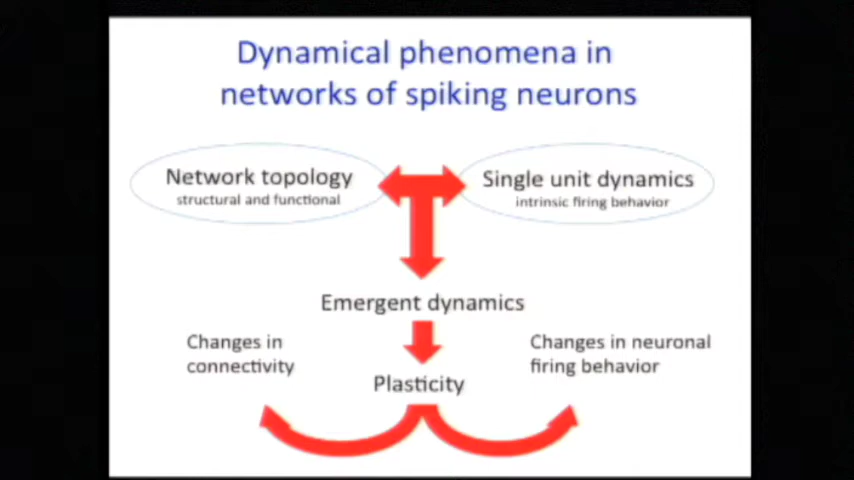 Dynamical phenomena in
networks of spiking neurons
Network topology
structural and functional
Single unit dynamics
intrinsic firing behavior
Emergent dynamics
Changes in
connectivity
Changes in neuronal
firing behavior
Plasticity